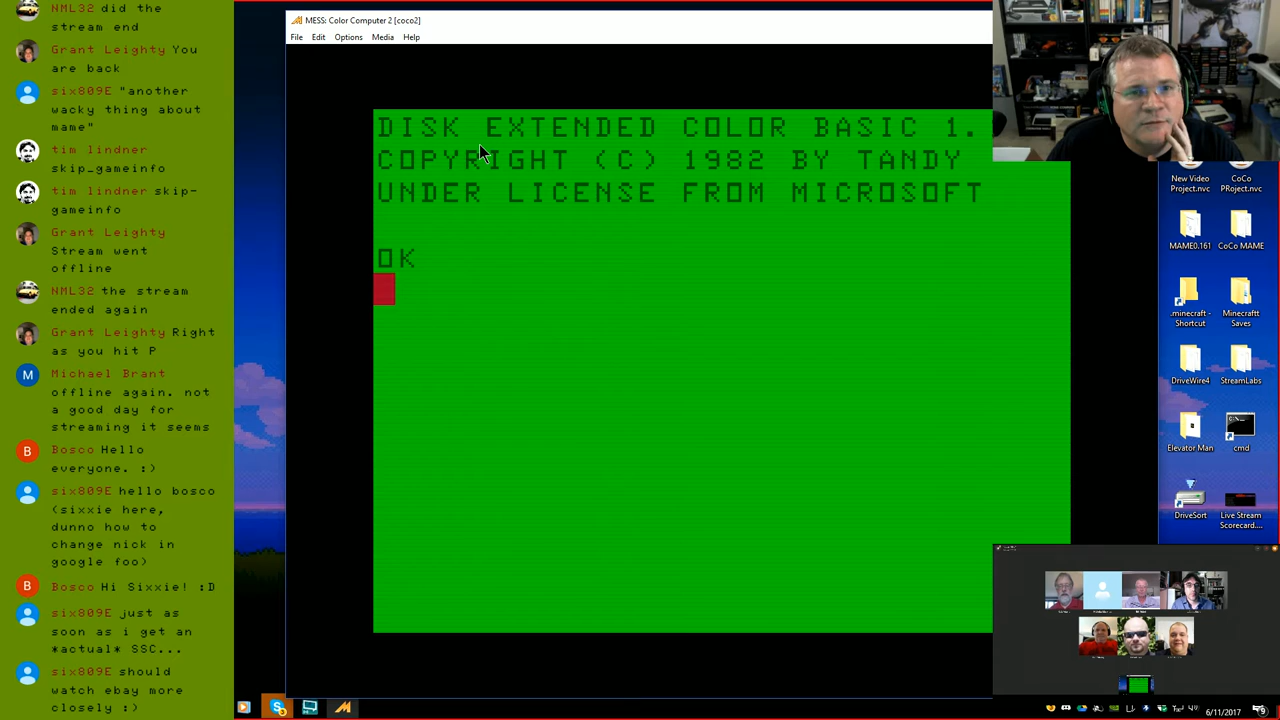 NML32 did the
stream end
Grant Leighty You
are back
six809E "another
wacky thing about
mame"
tim lindner
skip_gameinfo
tim lindner skip-
gameinfo
Grant Leighty
Stream went
offline
NML32 the stream
ended again
Grant Leighty Right
as you hit P
Michael Brant
offline again. not
a good day for
streaming it seems
Bosco Hello
everyone. :)
six809E hello bosco
(sixxie here,
dunno how to
change nick in
google foo)
Bosco Hi Sixxie! :D
six809E just as
soon as i get an
*actual* SSC...
six809E should
watch ebay more
closely :)
M
B
B
MESS: Color Computer 2 [coco2]
File Edit Options Media Help
DISK EXTENDED COLOR BASIC 1.
COPYRIGHT (C) 1982 BY TANDY
UNDER LICENSE FROM MICROSOFT
OK
New Video
Project.nvc
CoCo
PRoject.nvc
MAME0.161
CoCo MAME
.minecraft -
Shortcut
Minecraftt
Saves
DriveWire4
StreamLabs
Elevator Man
cmd
DriveSort
Live Stream
Scorecard....
6/11/2017